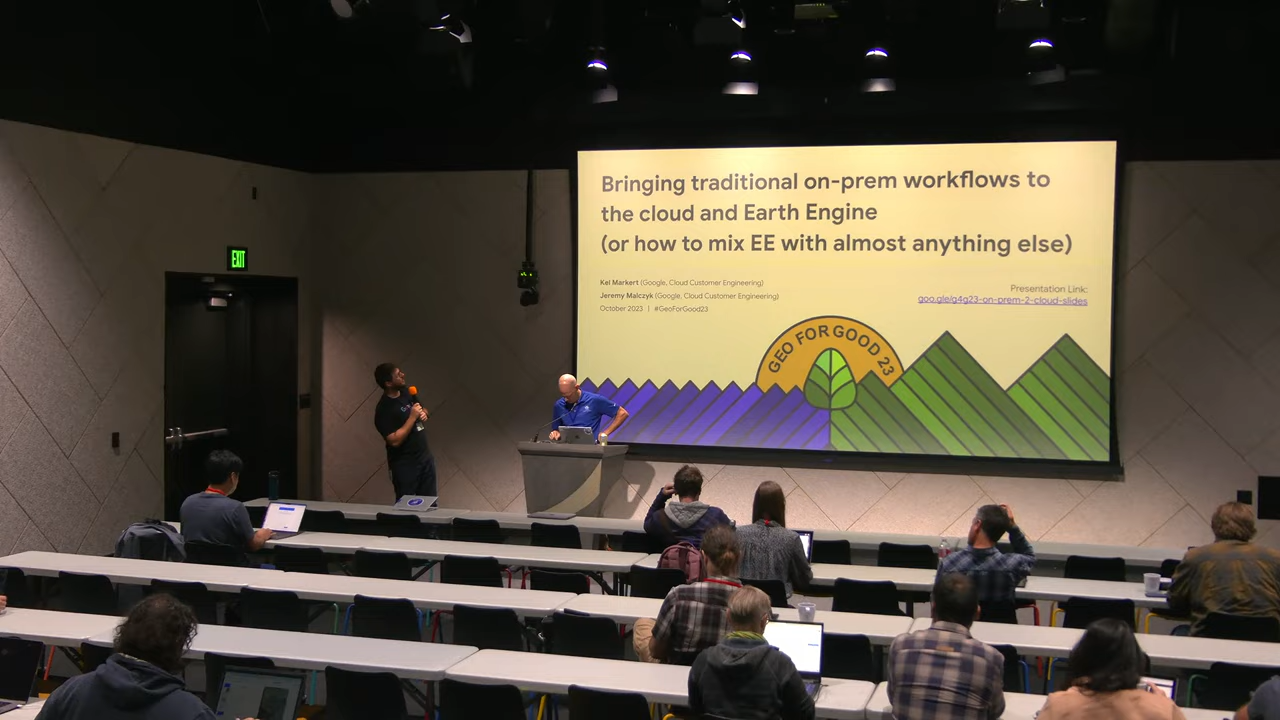 EXIT
Bringing traditional on-prem workflows to
the cloud and Earth Engine
(or how to mix EE with almost anything else)
Kel Markert (Google, Cloud Customer Engineering)
Jeremy Malczyk (Google, Cloud Customer Engineering)
October 2023 | #GeoForGood23
Presentation Link:
goo.gle/g4g23-on-prem-2-cloud-slides
GEO FOR GOOD 23